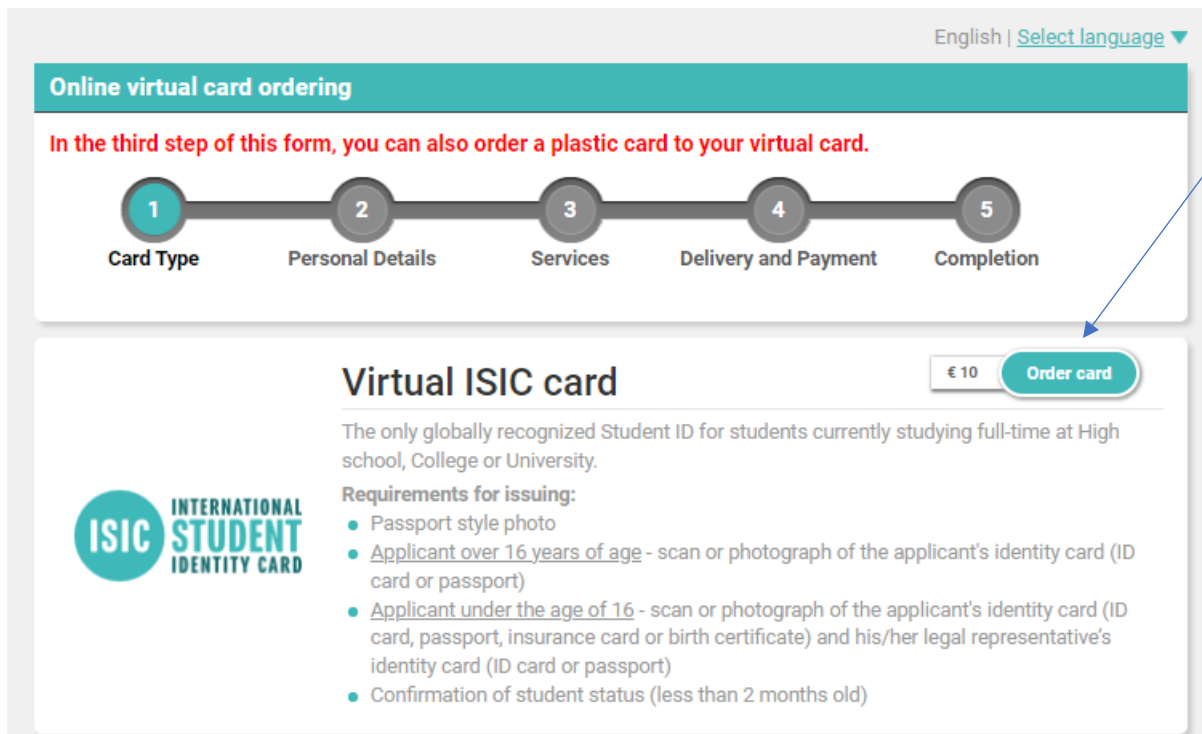 English | Select language ▼
Online virtual card ordering
In the third step of this form, you can also order a plastic card to your virtual card.
1 2 3 4 5
Card Type Personal Details Services Delivery and Payment Completion
Virtual ISIC card
€ 10 Order card
The only globally recognized Student ID for students currently studying full-time at High
school, College or University.
Requirements for issuing:
• Passport style photo
• Applicant over 16 years of age - scan or photograph of the applicant's identity card (ID
card or passport)
• Applicant under the age of 16 - scan or photograph of the applicant's identity card (ID
card, passport, insurance card or birth certificate) and his/her legal representative's
identity card (ID card or passport)
• Confirmation of student status (less than 2 months old)
ISIC
INTERNATIONAL
STUDENT
IDENTITY CARD